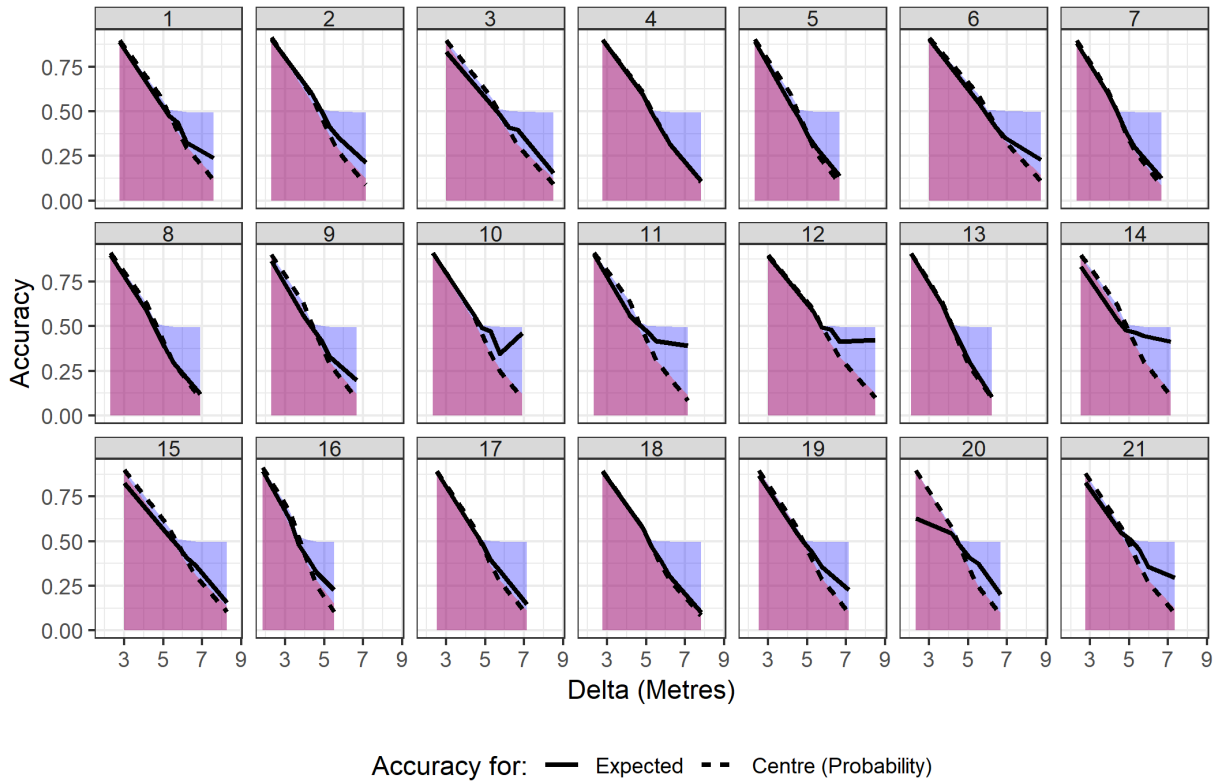 1 2 3 4 5 6 7
0.75
0.50
0.25
0.00
8 9 10 11 12 13 14
0.75
0.50
0.25
0.00
Accuracy
15 16 17 18 19 20 21
0.75
0.50
0.25
0.00
3 5 7 9 3 5 7 9 3 5 7 9 3 5 7 9 3 5 7 9 3 5 7 9 3 5 7 9
Delta (Metres)
Accuracy for: Expected Centre (Probability)